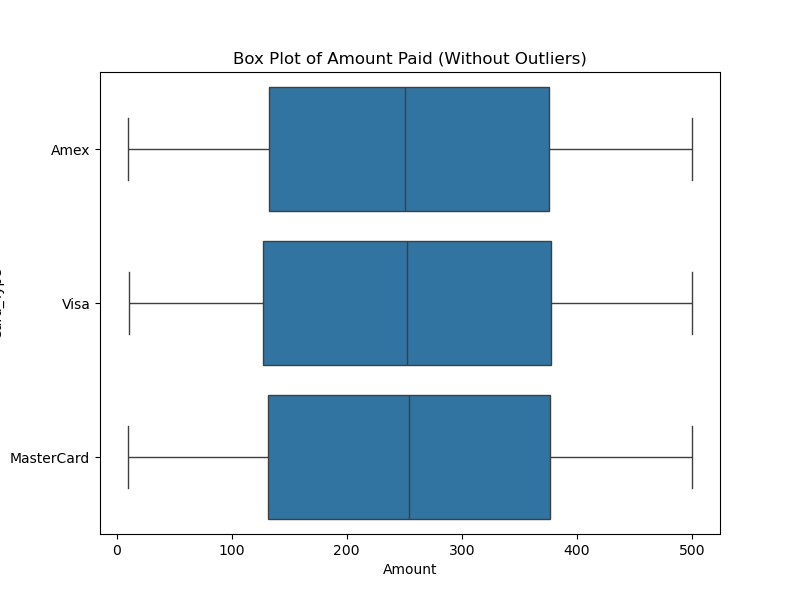 Box Plot of Amount Paid (Without Outliers)
Amex
Visa
MasterCard
0 100 200 300 400 500
Amount